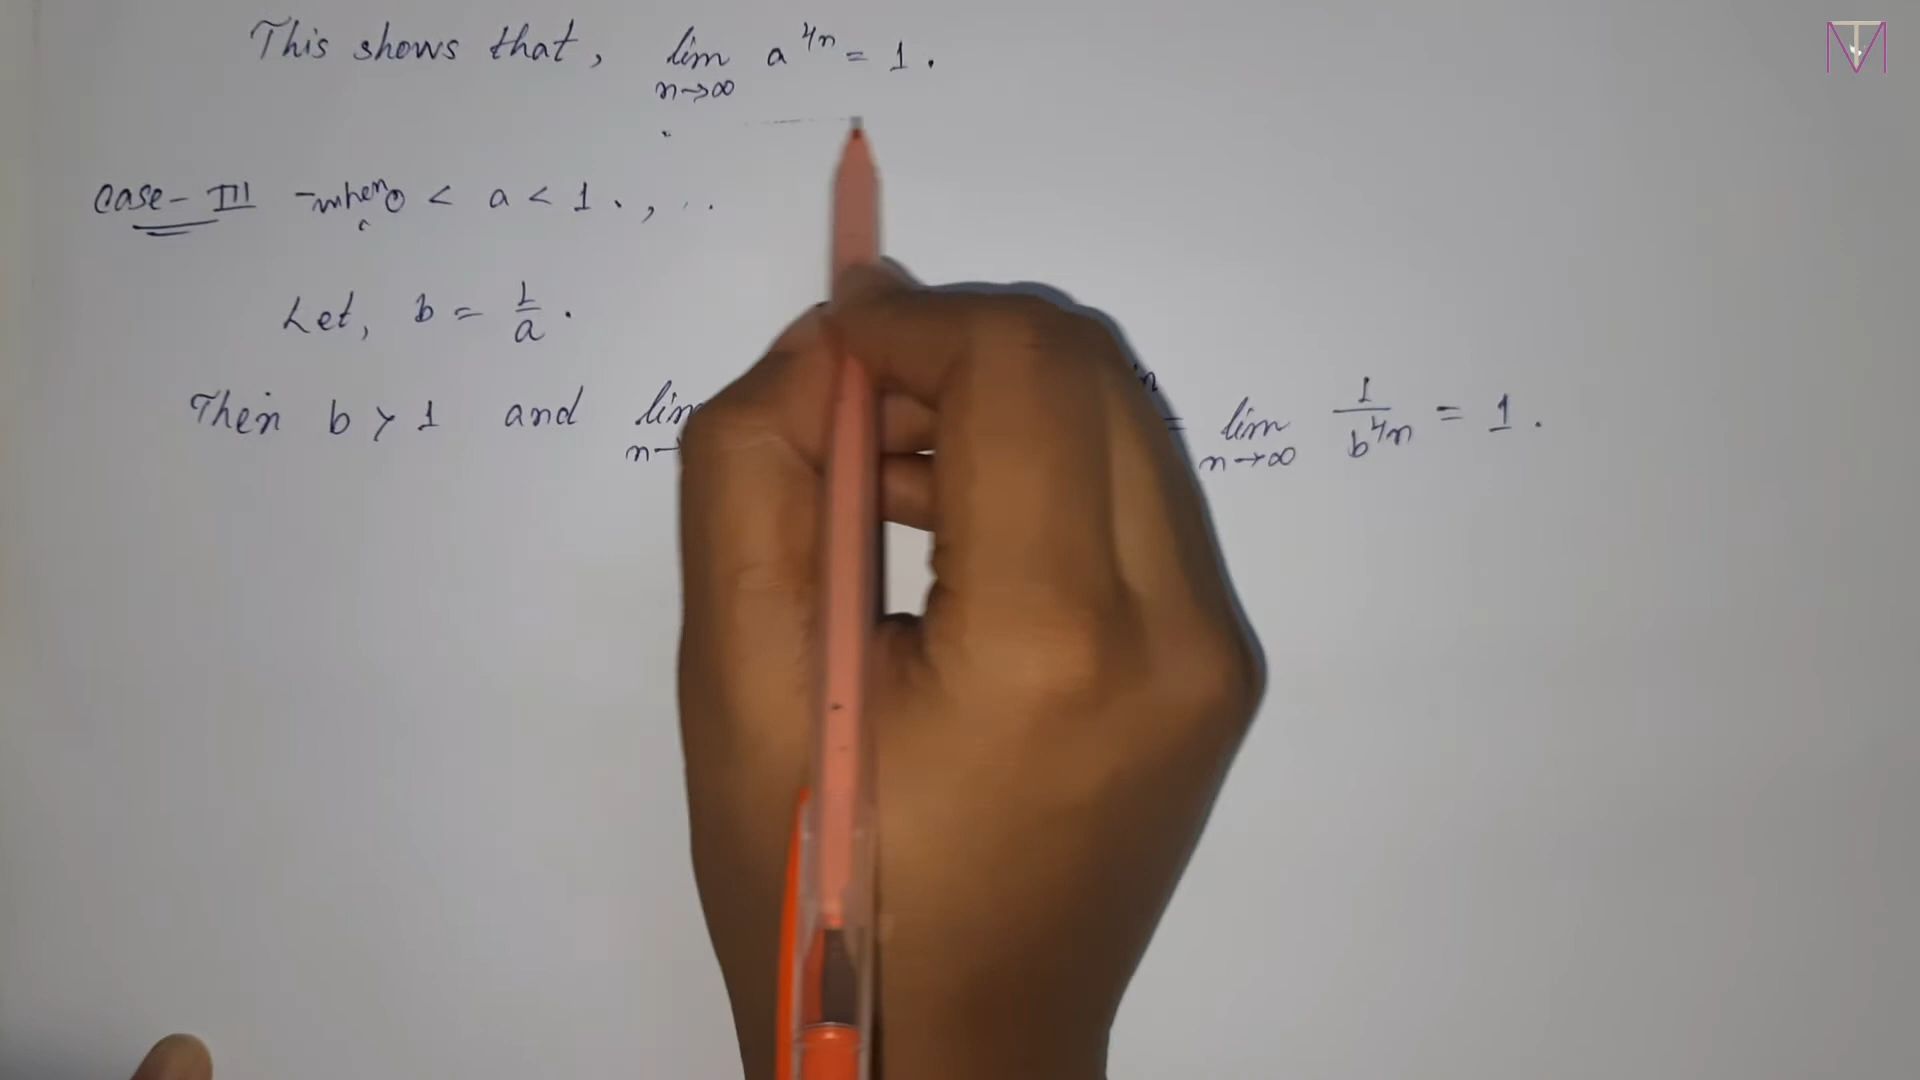 This shows that, lim a^{1/n} = 1.
n→∞
Case-III - when 0 < a < 1.,
Let, b = 1/a.
Then b > 1 and lim = lim 1/b^{1/n} = 1.
n→ n→∞